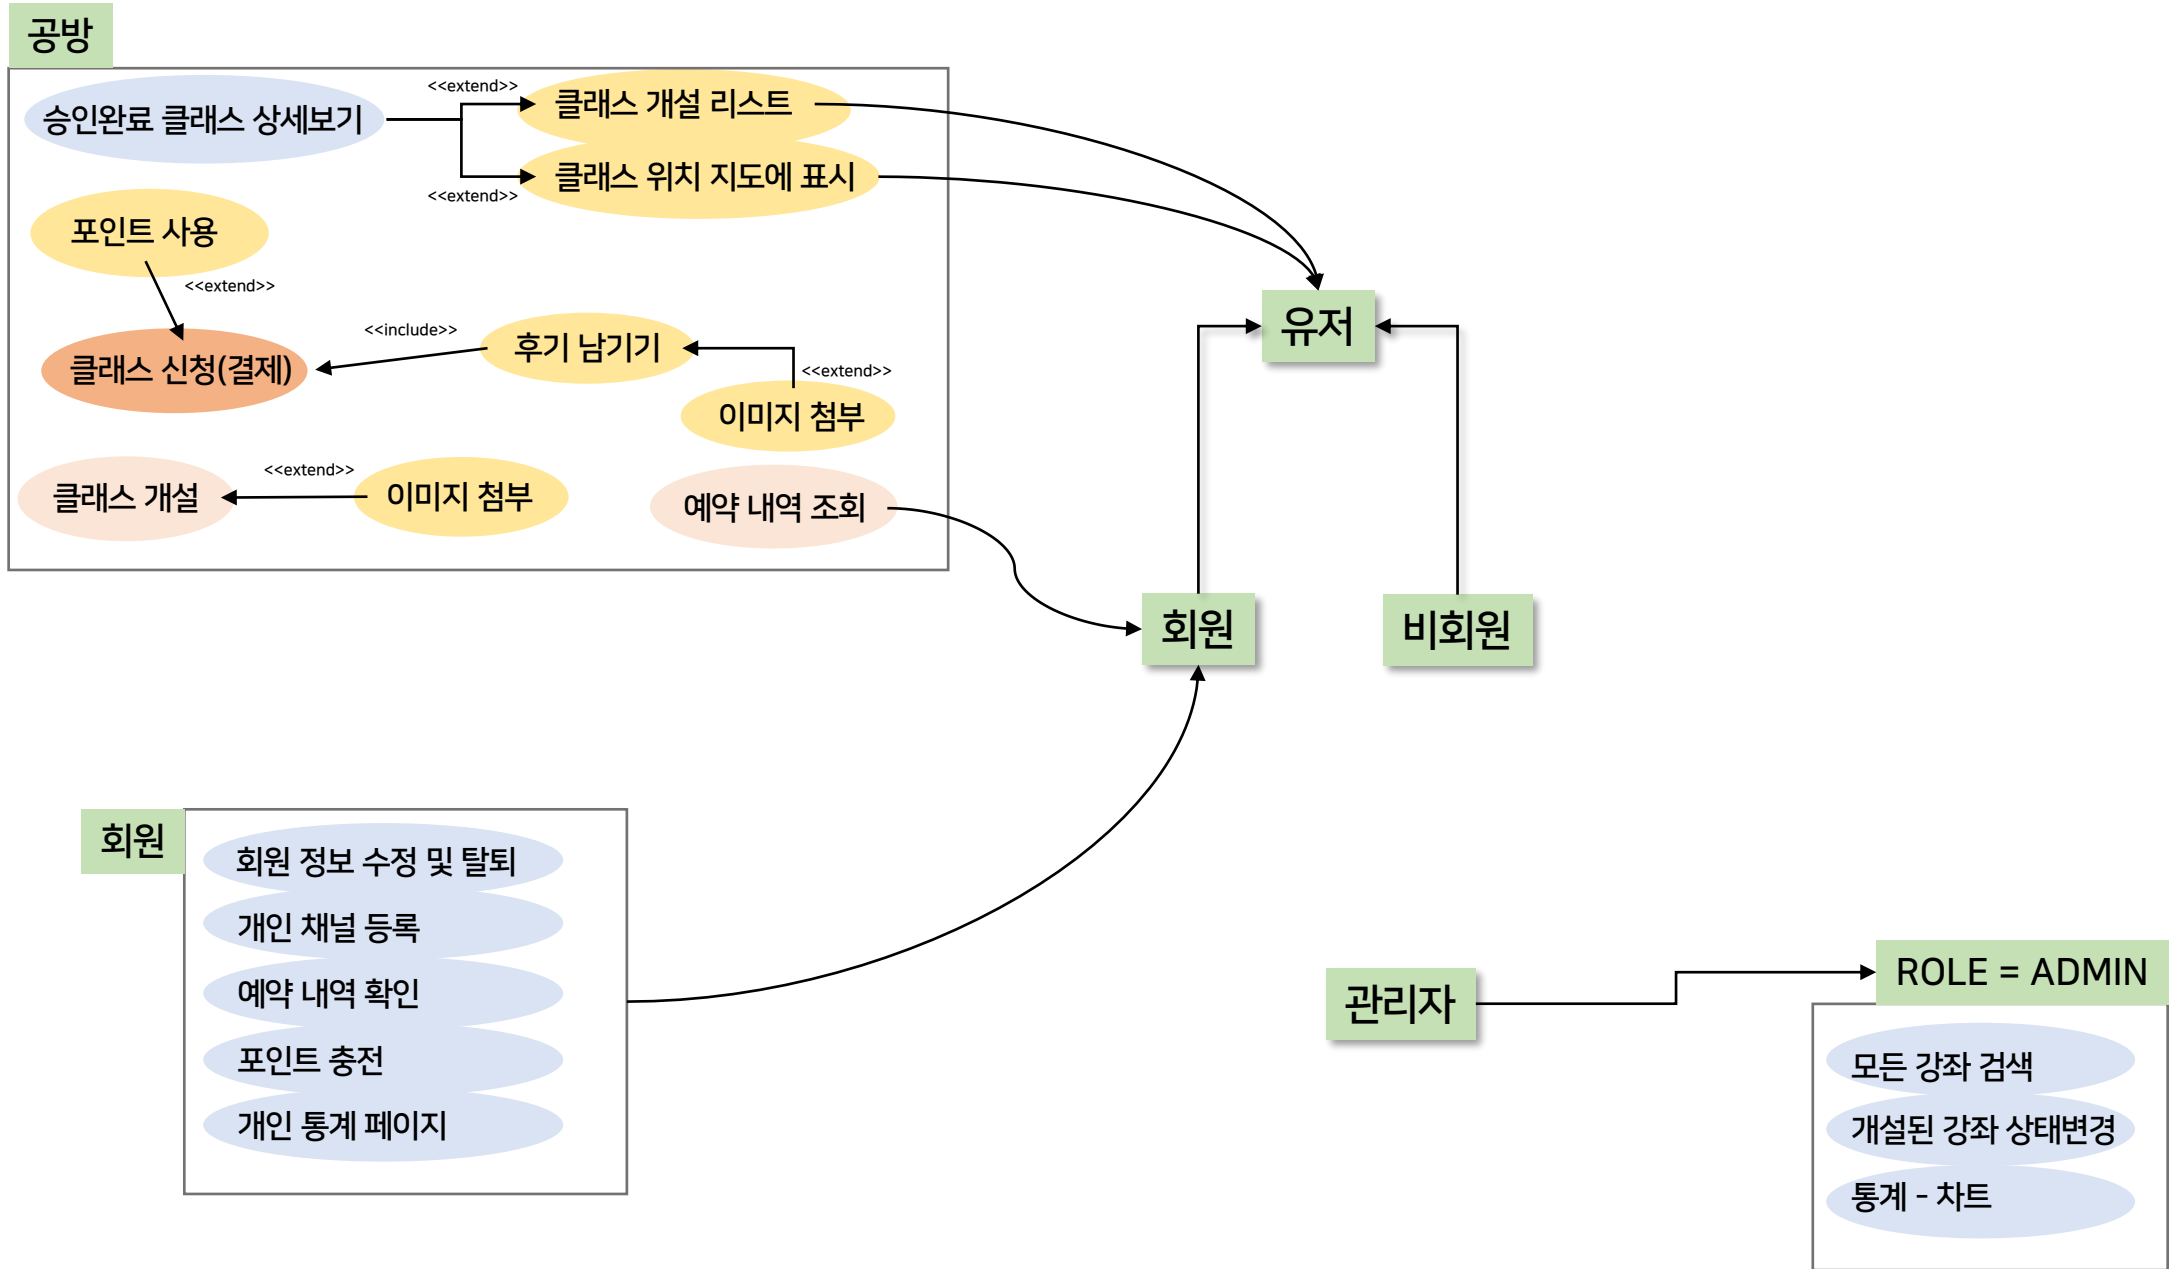 공방
승인완료 클래스 상세보기
<<extend>>
클래스 개설 리스트
클래스 위치 지도에 표시
<<extend>>
포인트 사용
<<extend>>
클래스 신청(결제)
<<include>>
후기 남기기
<<extend>>
이미지 첨부
클래스 개설
<<extend>>
이미지 첨부
예약 내역 조회
유저
회원
비회원
회원
회원 정보 수정 및 탈퇴
개인 채널 등록
예약 내역 확인
포인트 충전
개인 통계 페이지
관리자
ROLE = ADMIN
모든 강좌 검색
개설된 강좌 상태변경
통계 - 차트